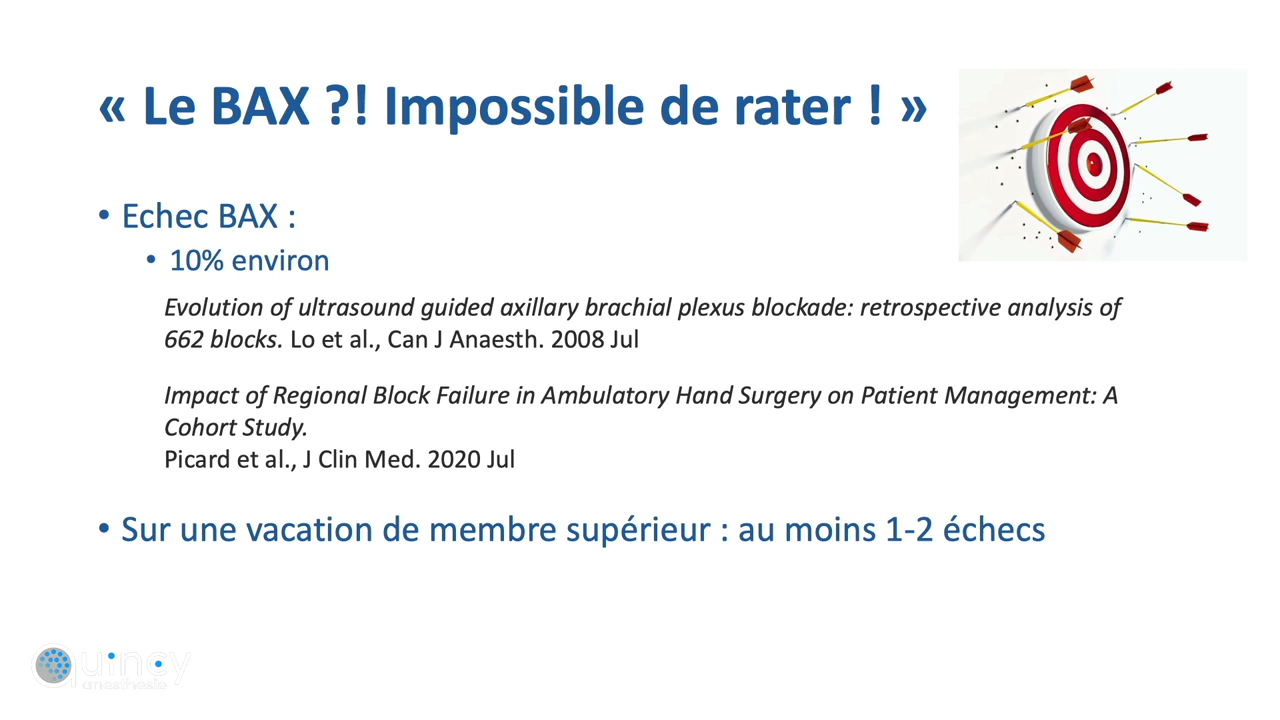 « Le BAX ?! Impossible de rater ! »
• Echec BAX :
• 10% environ
Evolution of ultrasound guided axillary brachial plexus blockade: retrospective analysis of
662 blocks. Lo et al., Can J Anaesth. 2008 Jul
Impact of Regional Block Failure in Ambulatory Hand Surgery on Patient Management: A
Cohort Study.
Picard et al., J Clin Med. 2020 Jul
• Sur une vacation de membre supérieur : au moins 1-2 échecs
Quincy
anesthesie